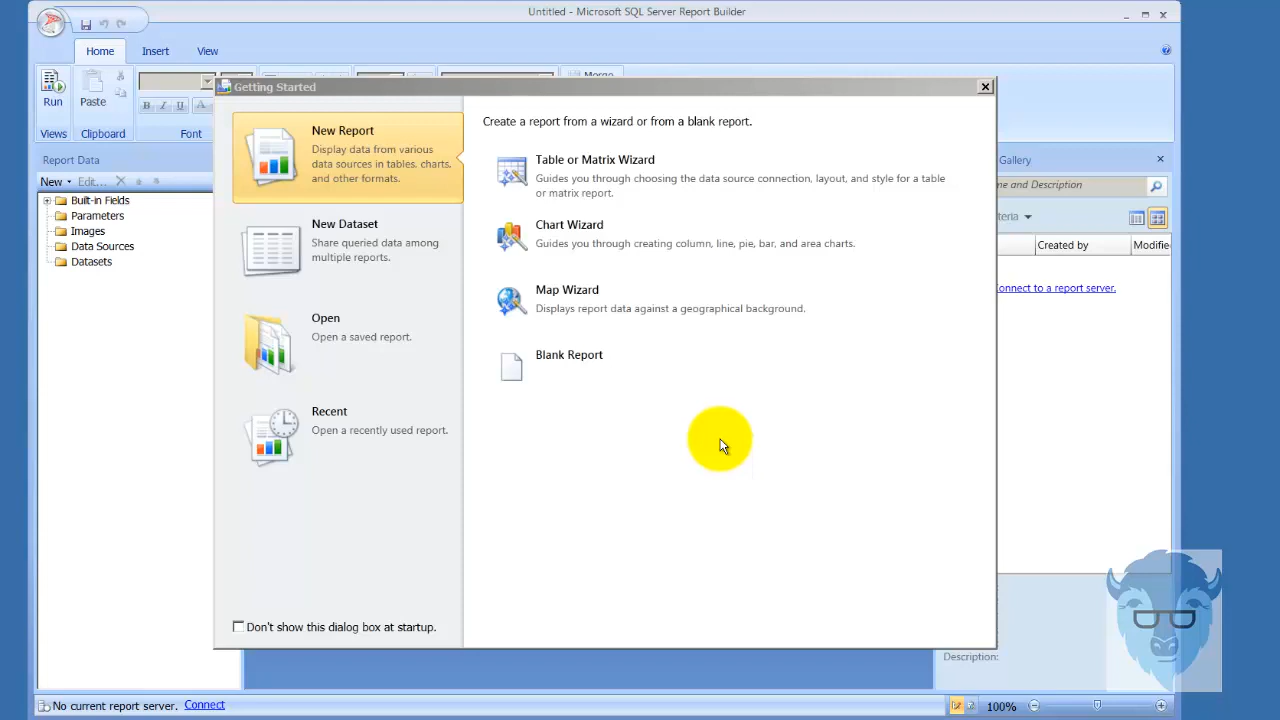 Untitled - Microsoft SQL Server Report Builder
Home Insert View
Run
Paste
B I U A
Merge
Views Clipboard Font
Report Data
New Edit...
Built-in Fields
Parameters
Images
Data Sources
Datasets
Getting Started
New Report
Display data from various
data sources in tables, charts,
and other formats.
New Dataset
Share queried data among
multiple reports.
Open
Open a saved report.
Recent
Open a recently used report.
Don't show this dialog box at startup.
Create a report from a wizard or from a blank report.
Table or Matrix Wizard
Guides you through choosing the data source connection, layout, and style for a table
or matrix report.
Chart Wizard
Guides you through creating column, line, pie, bar, and area charts.
Map Wizard
Displays report data against a geographical background.
Blank Report
Gallery
me and Description
teria
Created by Modifie
onnect to a report server.
Description:
No current report server. Connect
100%